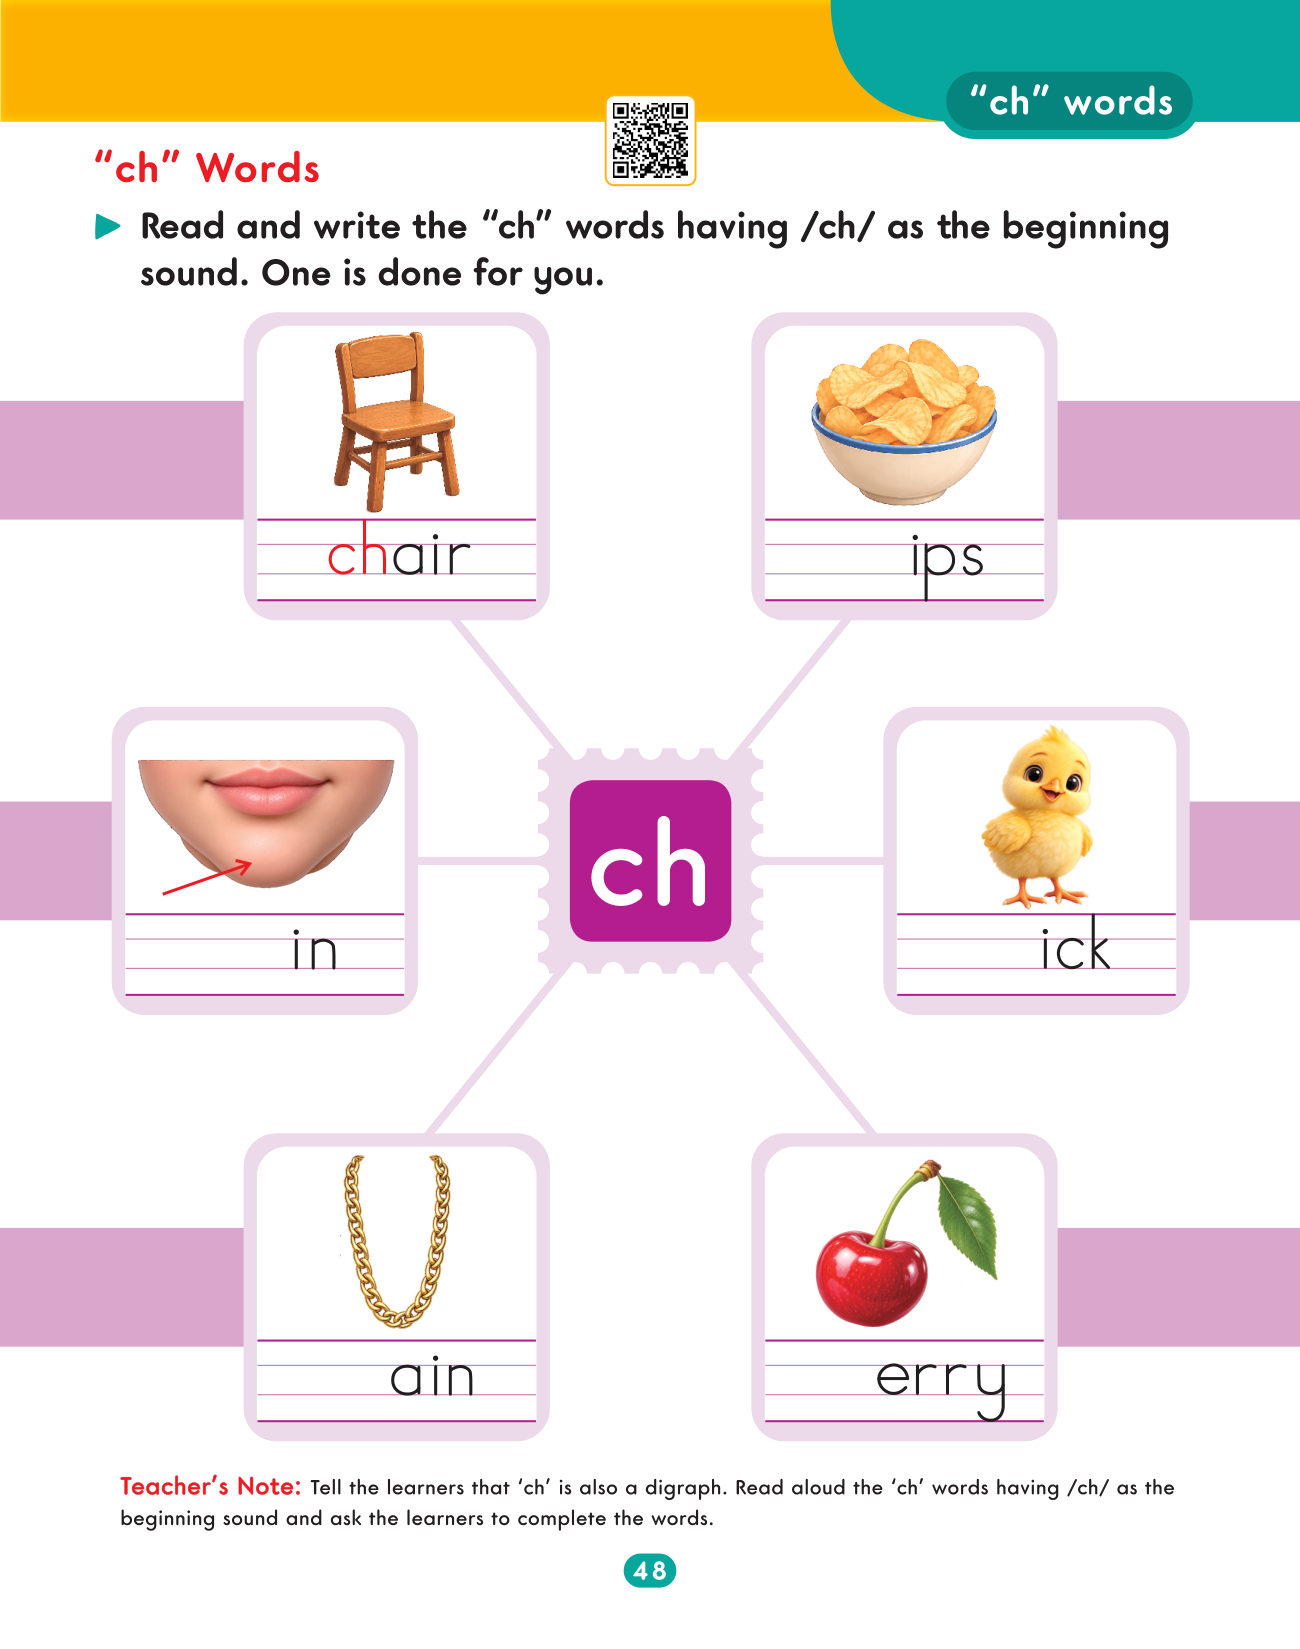 “ch” words
“ch” Words
Read and write the “ch” words having /ch/ as the beginning
sound. One is done for you.
chair
ips
ch
in
ick
ain
erry
Teacher’s Note: Tell the learners that ‘ch’ is also a digraph. Read aloud the ‘ch’ words having /ch/ as the
beginning sound and ask the learners to complete the words.
48